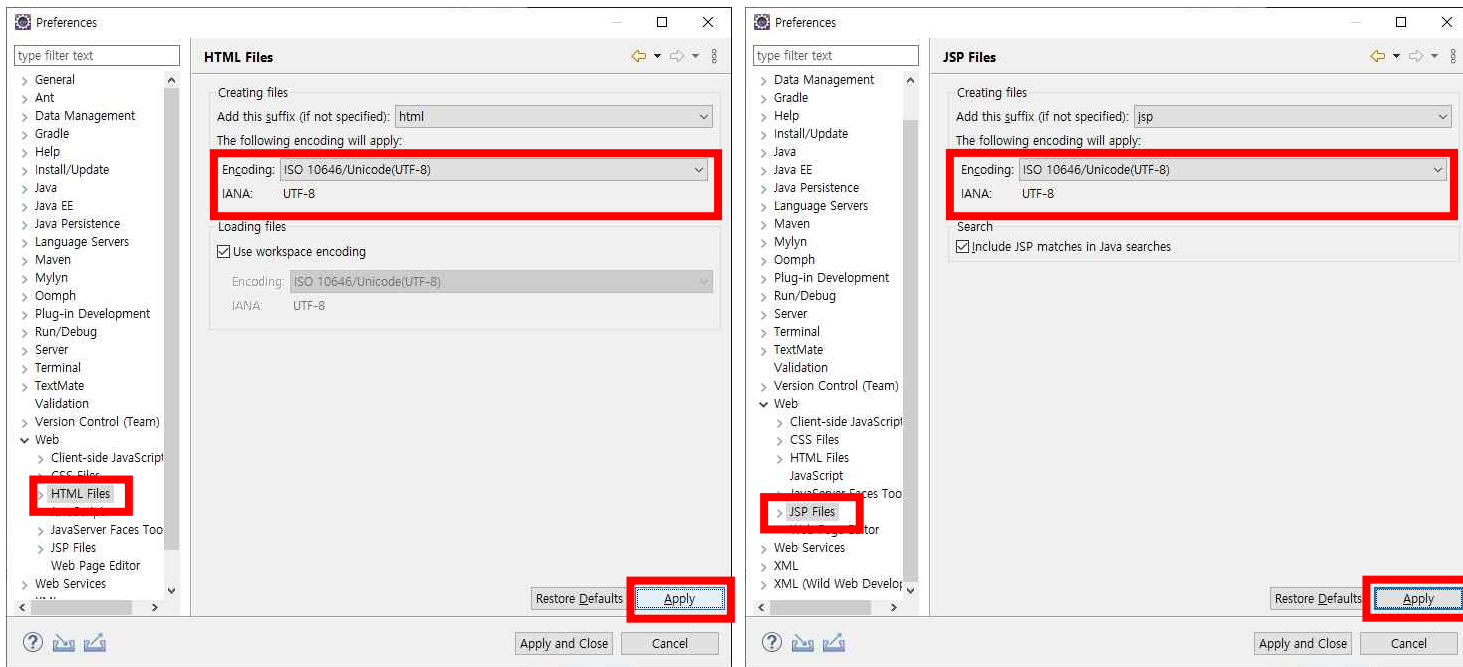 Preferences
type filter text
General
Ant
Data Management
Gradle
Help
Install/Update
Java
Java EE
Java Persistence
Language Servers
Maven
Mylyn
Oomph
Plug-in Development
Run/Debug
Server
Terminal
TextMate
Validation
Version Control (Team)
Web
Client-side JavaScript
CSS Files
HTML Files
JavaServer Faces Too
JSP Files
Web Page Editor
Web Services
HTML Files
Creating files
Add this suffix (if not specified): html
The following encoding will apply:
Encoding: ISO 10646/Unicode(UTF-8)
IANA: UTF-8
Loading files
Use workspace encoding
Encoding: ISO 10646/Unicode(UTF-8)
IANA: UTF-8
Restore Defaults Apply
Apply and Close Cancel
Preferences
type filter text
Data Management
Gradle
Help
Install/Update
Java
Java EE
Java Persistence
Language Servers
Maven
Mylyn
Oomph
Plug-in Development
Run/Debug
Server
Terminal
TextMate
Validation
Version Control (Team)
Web
Client-side JavaScript
CSS Files
HTML Files
JavaScript
JavaServer Faces Too
JSP Files
Web Page Editor
Web Services
XML
XML (Wild Web Develop
JSP Files
Creating files
Add this suffix (if not specified): jsp
The following encoding will apply:
Encoding: ISO 10646/Unicode(UTF-8)
IANA: UTF-8
Search
Include JSP matches in Java searches
Restore Defaults Apply
Apply and Close Cancel